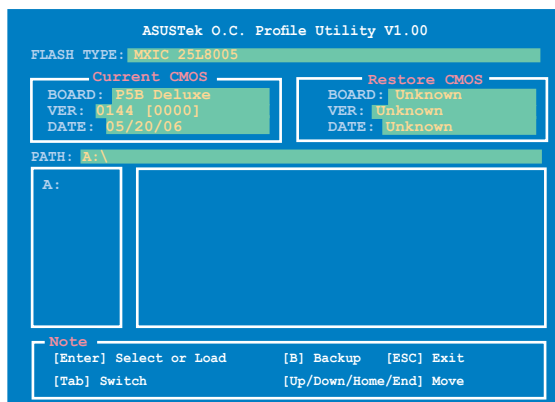 ASUSTek O.C. Profile Utility V1.00
FLASH TYPE: MXIC 25L8005
Current CMOS
BOARD: P5B Deluxe
VER: 0144 [0000]
DATE: 05/20/06
Restore CMOS
BOARD: Unknown
VER: Unknown
DATE: Unknown
PATH: A:\
A:
Note
[Enter] Select or Load [B] Backup [ESC] Exit
[Tab] Switch [Up/Down/Home/End] Move